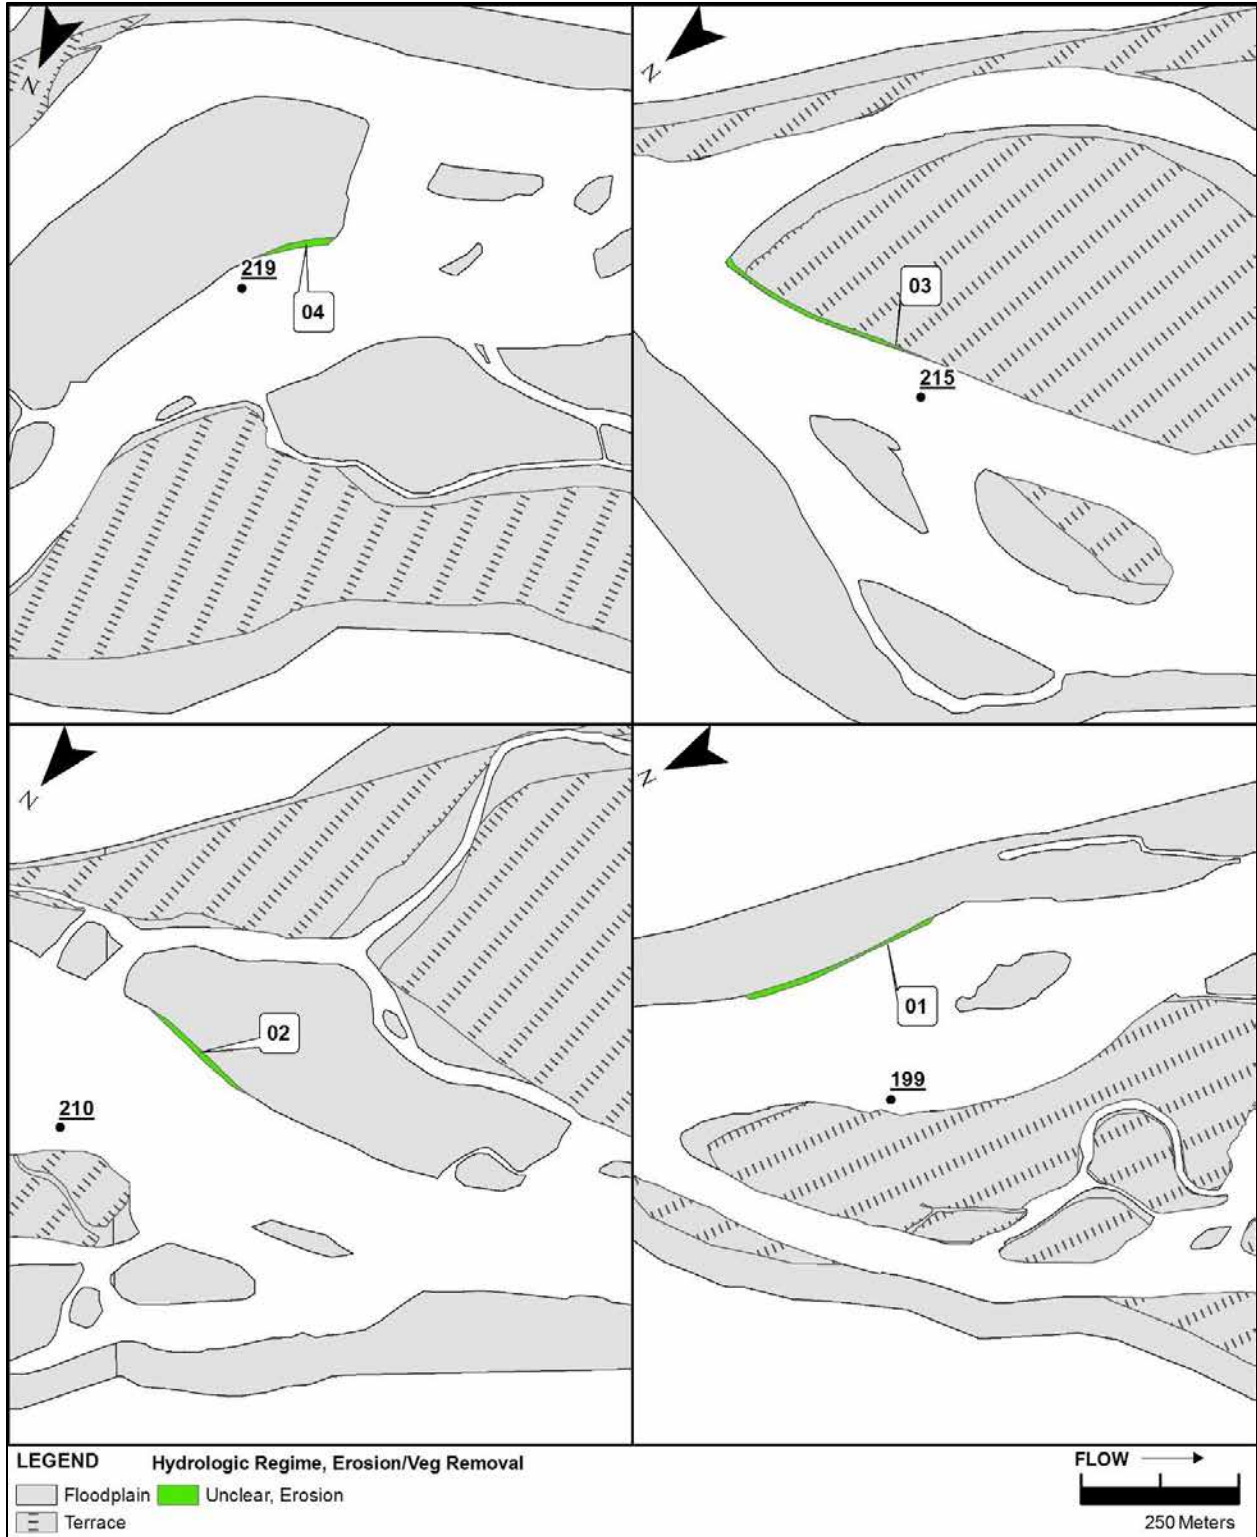 N
219
04
N
03
215
N
02
210
N
01
199
LEGEND Hydrologic Regime, Erosion/Veg Removal
Floodplain Unclear, Erosion
Terrace
FLOW
250 Meters